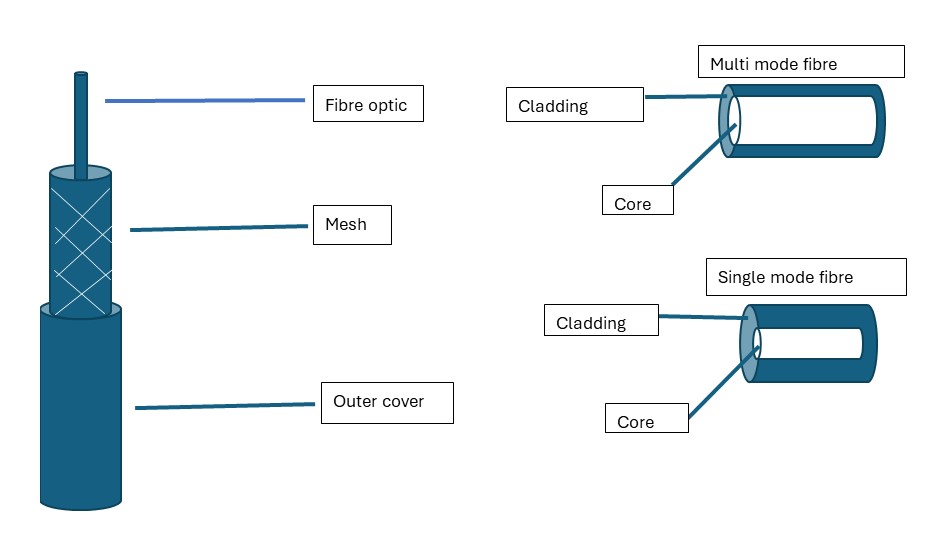 Fibre optic
Mesh
Outer cover
Multi mode fibre
Cladding
Core
Single mode fibre
Cladding
Core